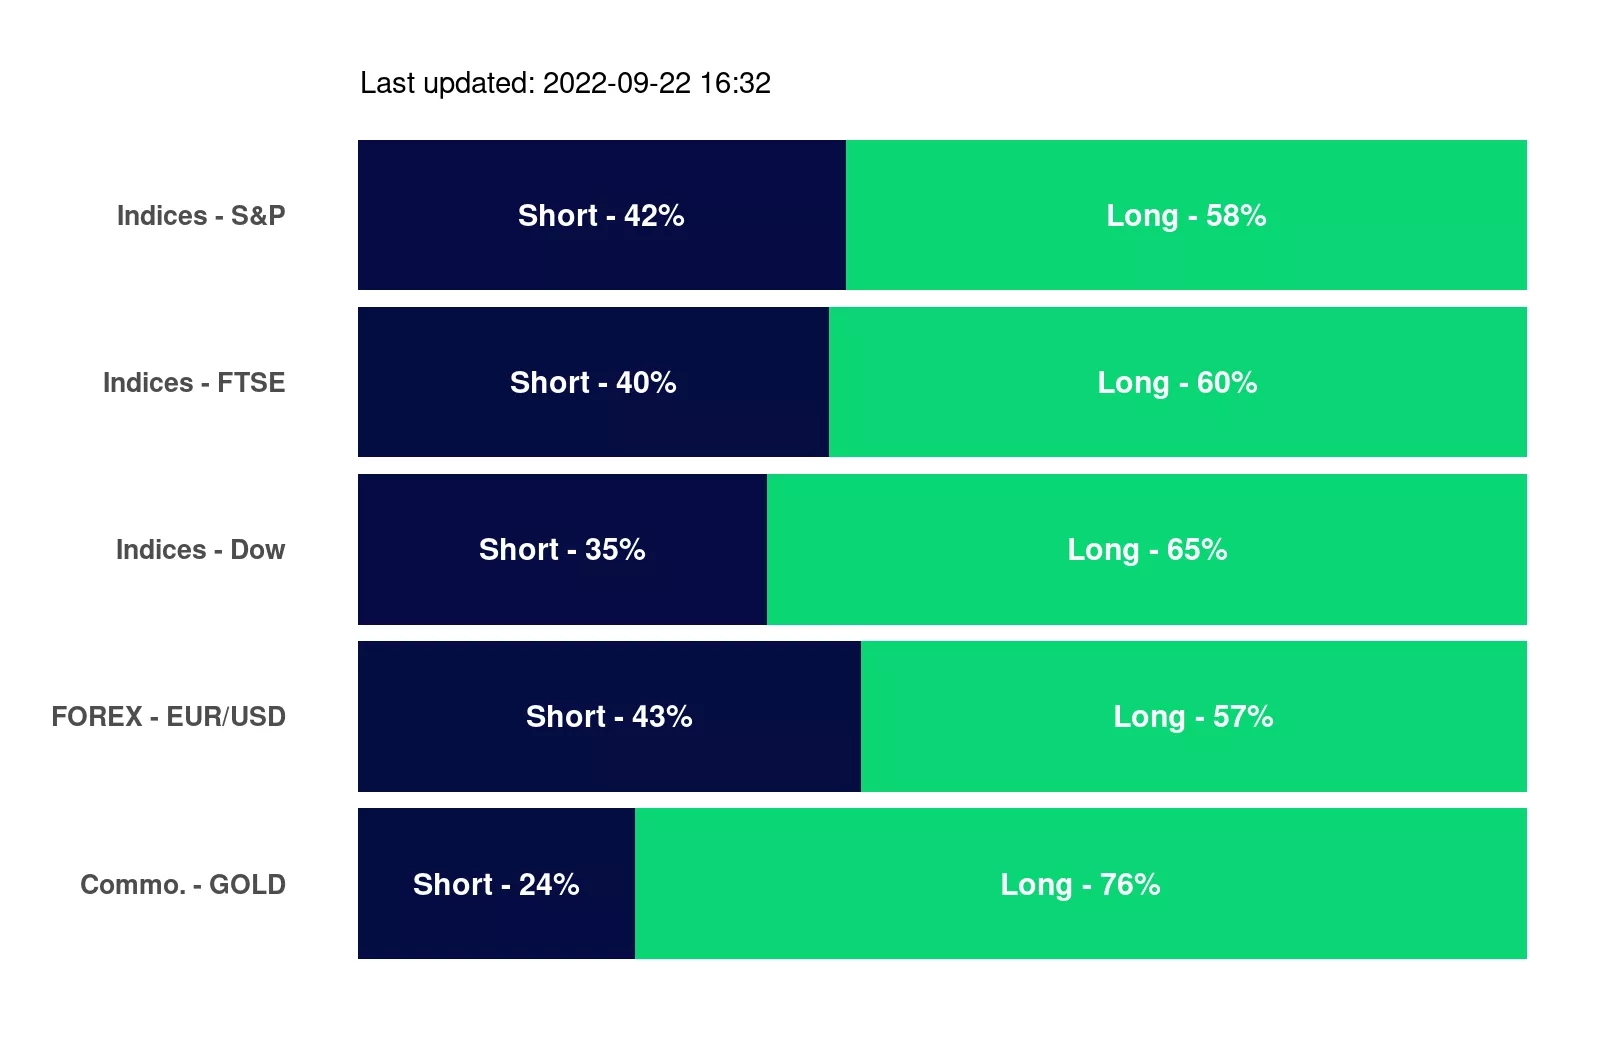 Last updated: 2022-09-22 16:32
Indices - S&P Short - 42% Long - 58%
Indices - FTSE Short - 40% Long - 60%
Indices - Dow Short - 35% Long - 65%
FOREX - EUR/USD Short - 43% Long - 57%
Commo. - GOLD Short - 24% Long - 76%